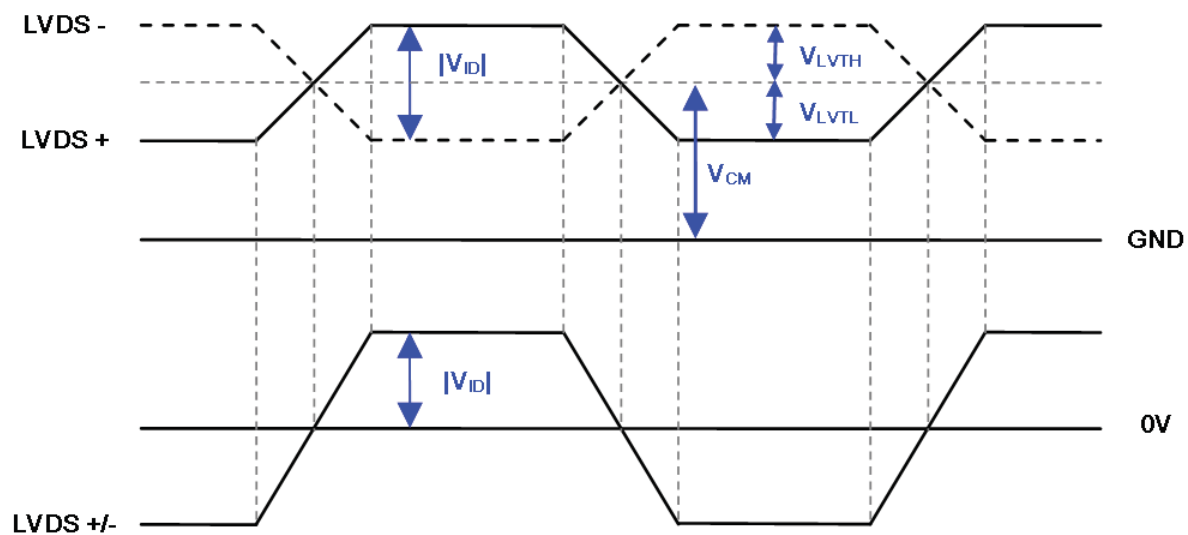 LVDS -
|VID|
VLVTH
LVDS +
VLVTL
VCM
GND
|VID|
0V
LVDS +/-